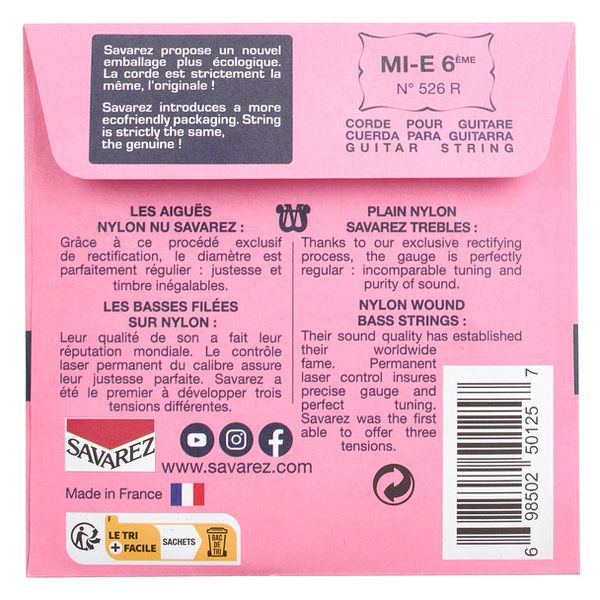 Savarez propose un nouvel
emballage plus écologique.
La corde est strictement la
même, l'originale !
Savarez introduces a more
ecofriendly packaging. String
is strictly the same,
the genuine !
MI-E 6ÈME
N° 526 R
CORDE POUR GUITARE
CUERDA PARA GUITARRA
GUITAR STRING
LES AIGUËS
NYLON NU SAVAREZ :
Grâce à ce procédé exclusif
de rectification, le diamètre est
parfaitement régulier : justesse et
timbre inégalables.
LES BASSES FILÉES
SUR NYLON :
Leur qualité de son a fait leur
réputation mondiale. Le contrôle
laser permanent du calibre assure
leur justesse parfaite. Savarez a
été le premier à développer trois
tensions différentes.
PLAIN NYLON
SAVAREZ TREBLES :
Thanks to our exclusive rectifying
process, the gauge is perfectly
regular : incomparable tuning and
purity of sound.
NYLON WOUND
BASS STRINGS :
Their sound quality has established
their worldwide
fame. Permanent
laser control insures
precise gauge and
perfect tuning.
Savarez was the first
able to offer three
tensions.
SAVAREZ
www.savarez.com
Made in France
F
LE TRI
+ FACILE
SACHETS
BAC
DE
TRI
6 98502 50125 7